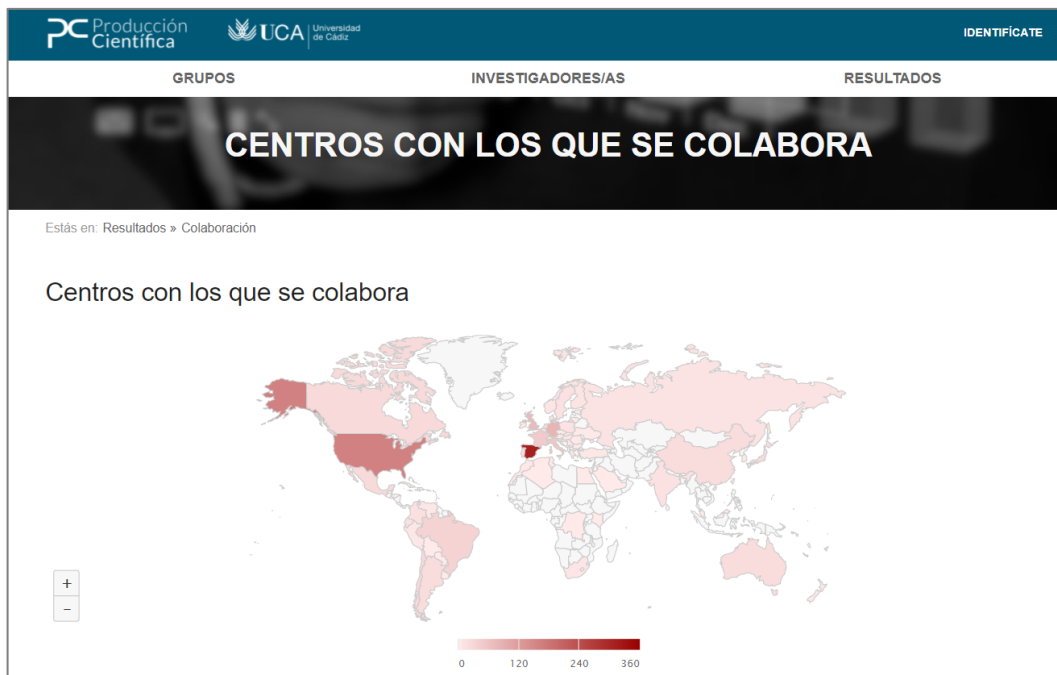 Producción
Científica
UCA Universidad
de Cádiz
IDENTIFÍCATE
GRUPOS INVESTIGADORES/AS RESULTADOS
CENTROS CON LOS QUE SE COLABORA
Estás en: Resultados » Colaboración
Centros con los que se colabora
+
−
0 120 240 360